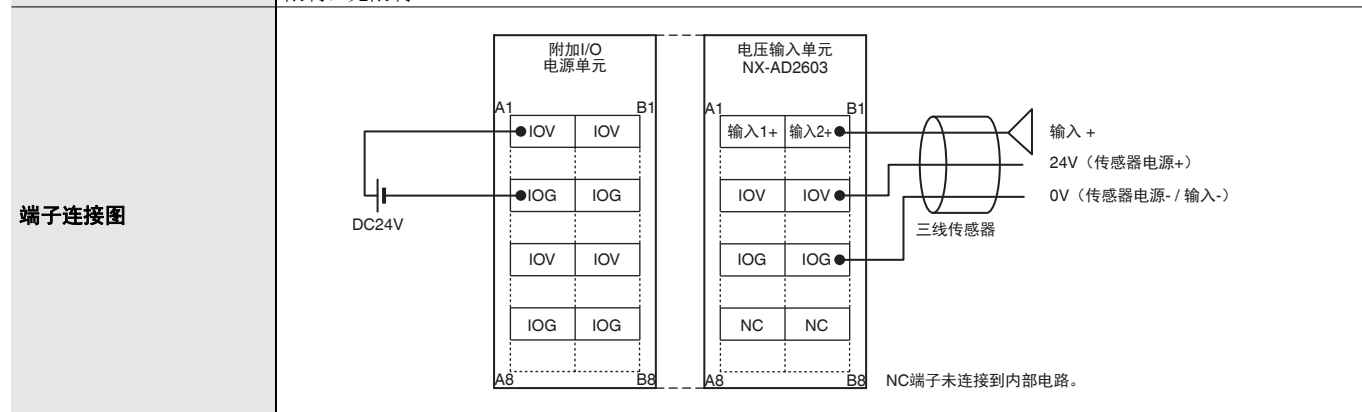 端子连接图
附加I/O
电源单元
A1 B1
IOV IOV
IOG IOG
IOV IOV
IOG IOG
A8 B8
DC24V
电压输入单元
NX-AD2603
A1 B1
输入1+ 输入2+
IOV IOV
IOG IOG
NC NC
A8 B8
输入 +
24V（传感器电源+）
0V（传感器电源- / 输入-）
三线传感器
NC端子未连接到内部电路。